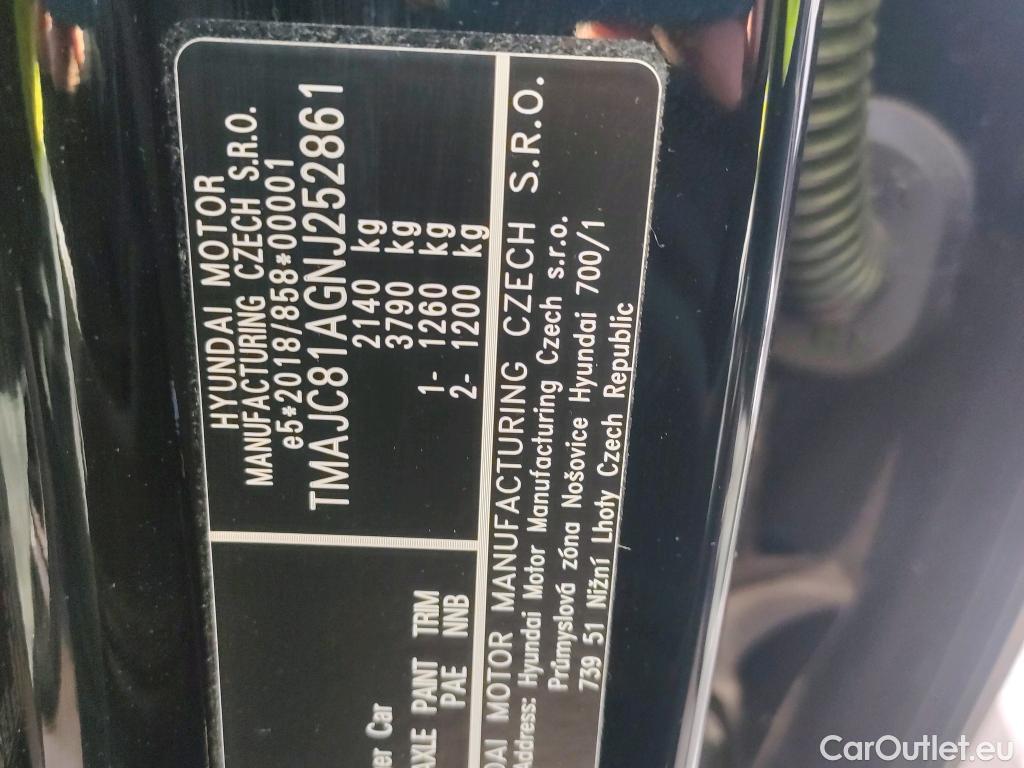 HYUNDAI MOTOR
MANUFACTURING CZECH S.R.O.
e5*2018/858*00001
TMAJC81AGNJ252861
2140 kg
3790 kg
1- 1260 kg
2- 1200 kg
Car
AXLE PAINT TRIM
PAE NNB
MOTOR MANUFACTURING CZECH S.R.O.
Address: Hyundai Motor Manufacturing Czech s.r.o.
Průmyslová zóna Nošovice Hyundai 700/1
739 51 Nižní Lhoty Czech Republic
CarOutlet.eu